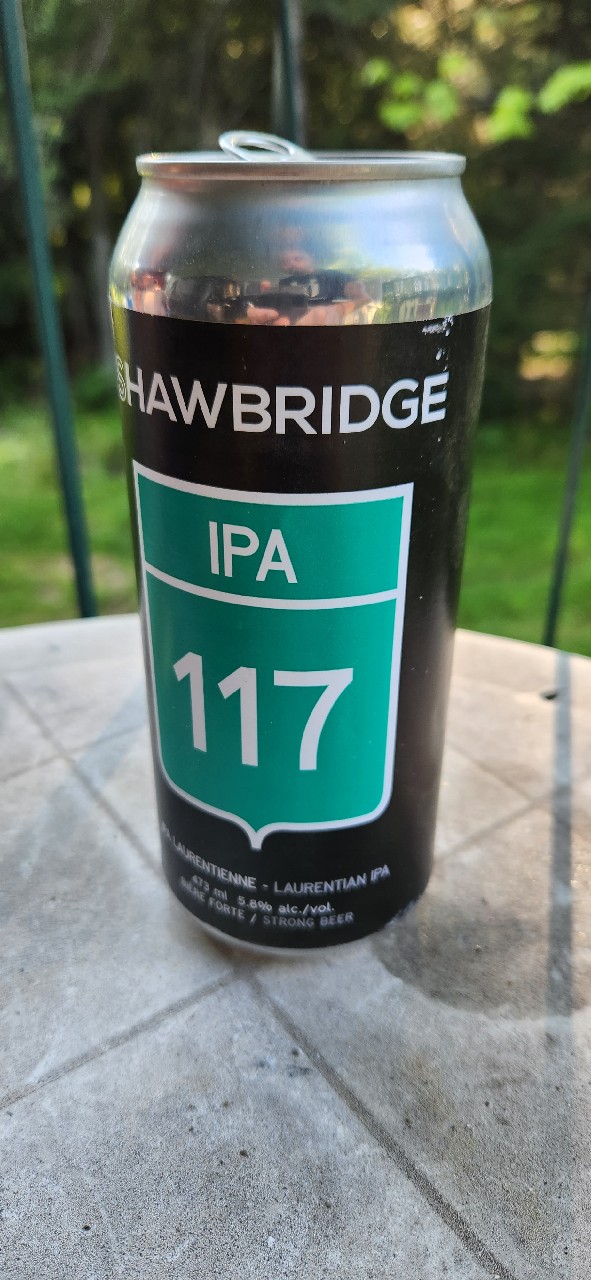 SHAWBRIDGE
IPA
117
IPA LAURENTIENNE - LAURENTIAN IPA
473 ml 5.8% alc./vol.
BIÈRE FORTE / STRONG BEER